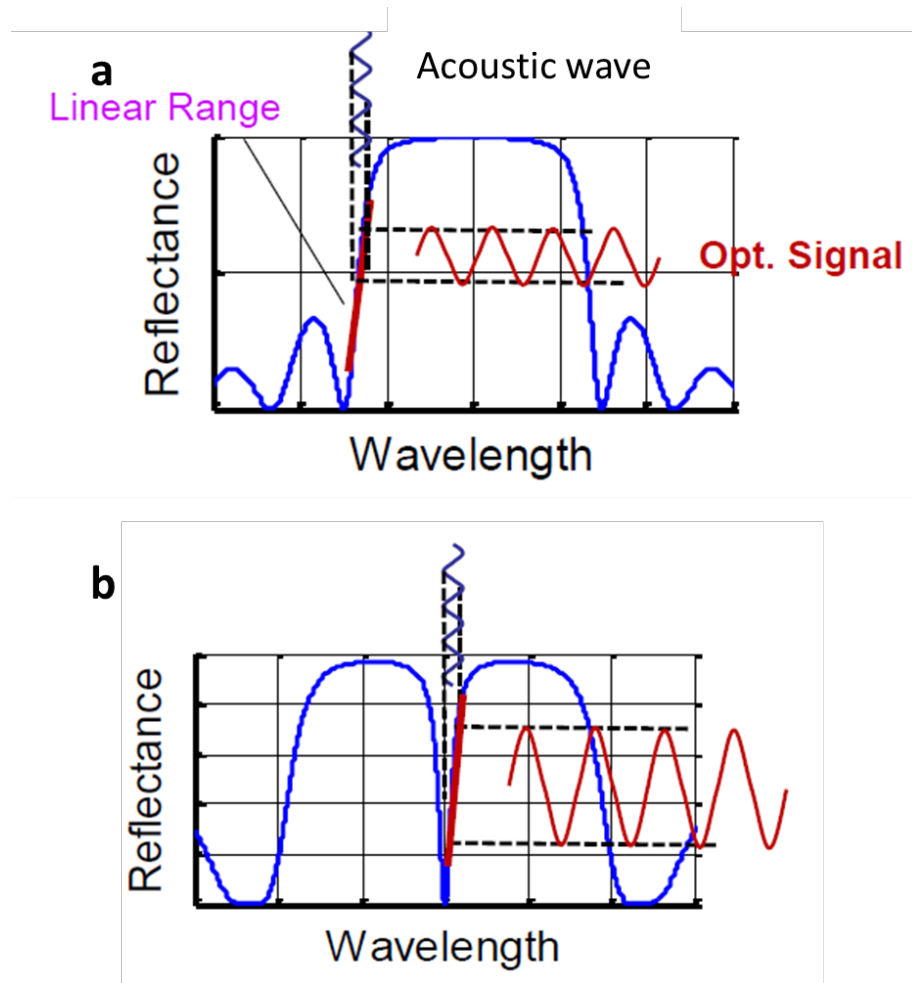 a
Acoustic wave
Linear Range
Reflectance
Opt. Signal
Wavelength
b
Reflectance
Wavelength